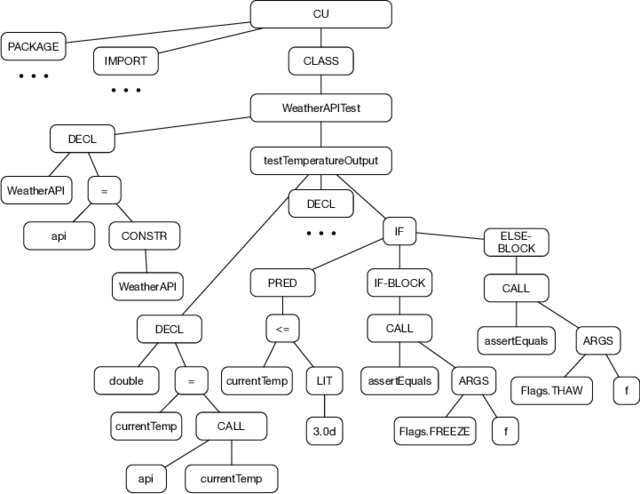 CU
PACKAGE
IMPORT
CLASS
• • •
• • •
WeatherAPITest
DECL
testTemperatureOutput
WeatherAPI
=
DECL
• • •
IF
ELSE-BLOCK
api
CONSTR
WeatherAPI
PRED
IF-BLOCK
CALL
DECL
<=
CALL
assertEquals
ARGS
double
=
currentTemp
LIT
assertEquals
ARGS
Flags.THAW
f
currentTemp
CALL
3.0d
Flags.FREEZE
f
api
currentTemp